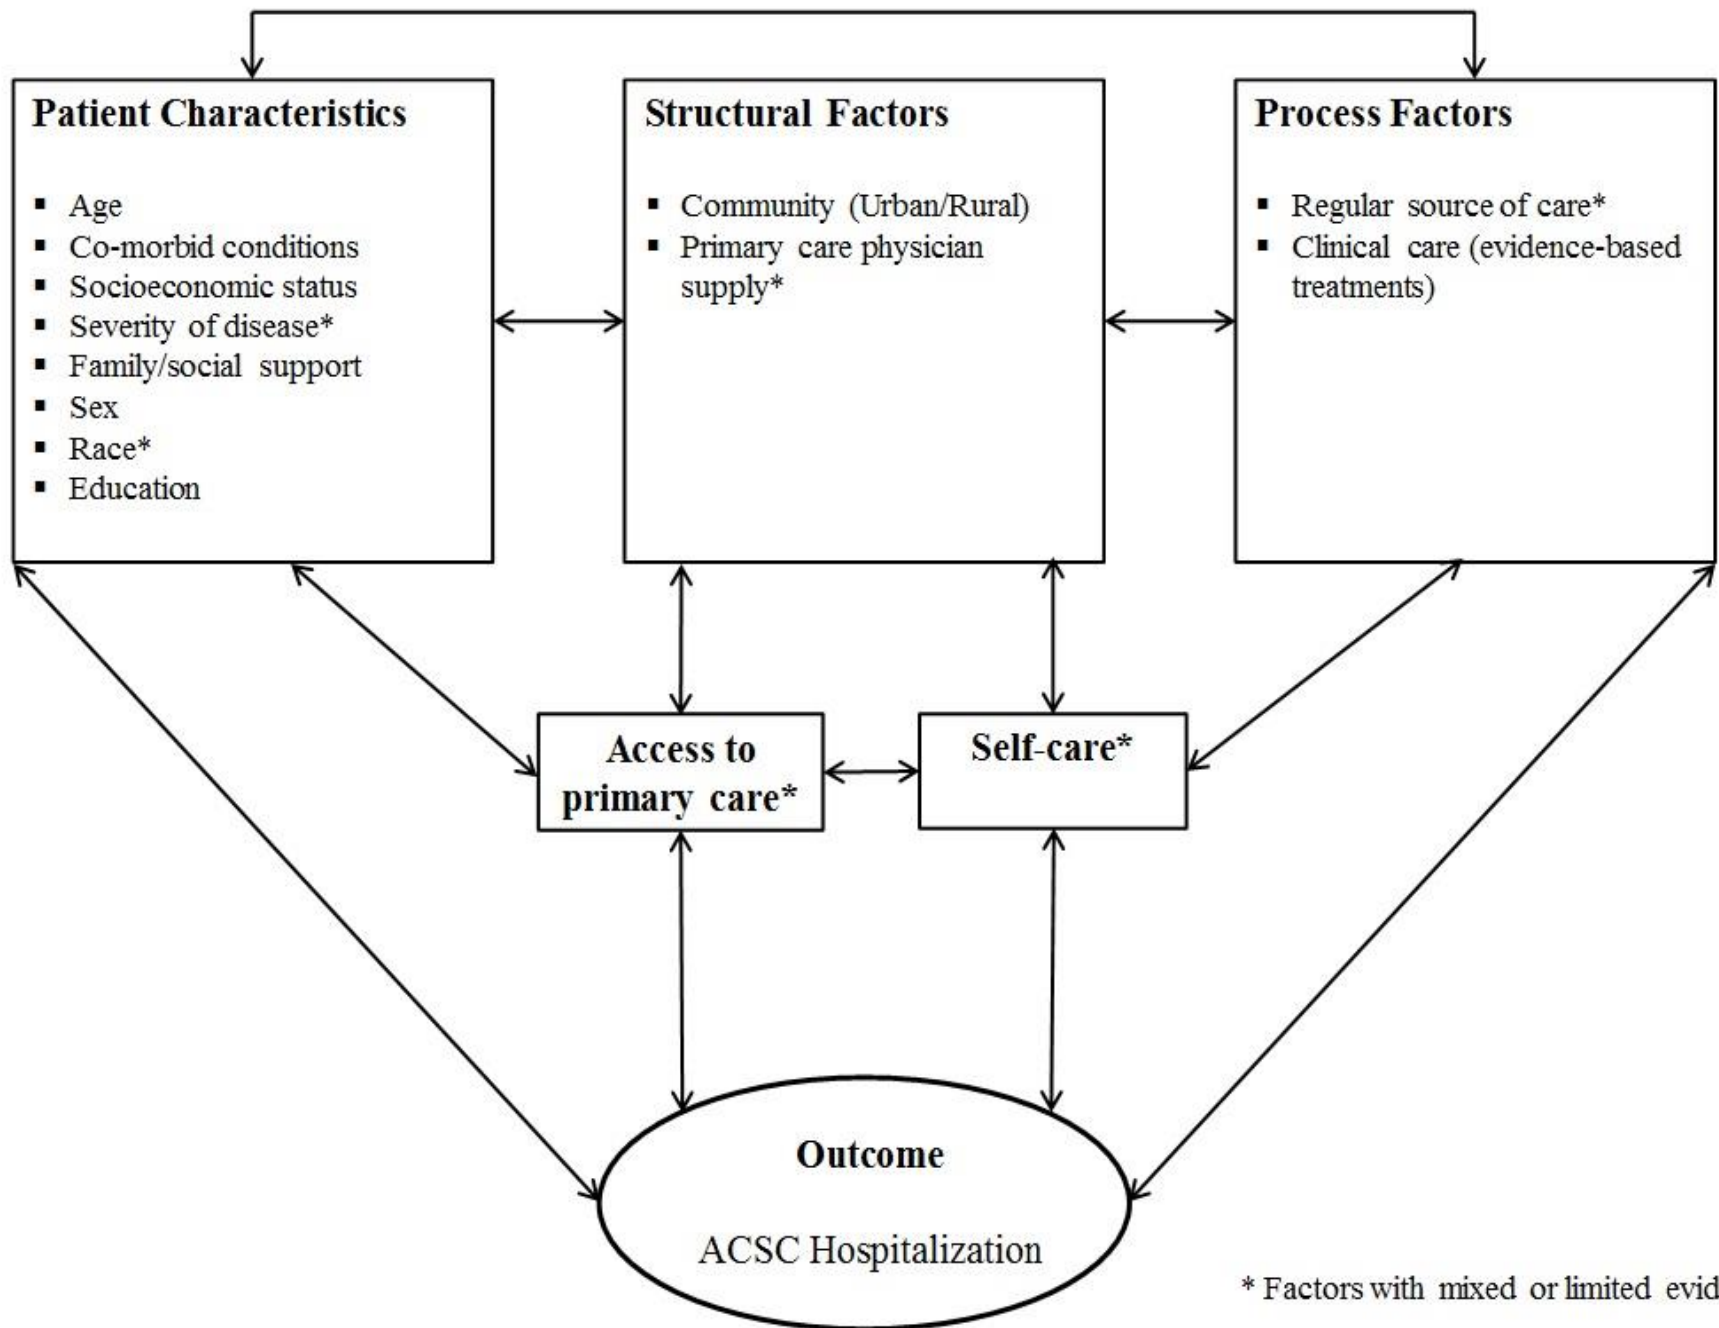 Patient Characteristics
▪ Age
▪ Co-morbid conditions
▪ Socioeconomic status
▪ Severity of disease*
▪ Family/social support
▪ Sex
▪ Race*
▪ Education
Structural Factors
▪ Community (Urban/Rural)
▪ Primary care physician
supply*
Process Factors
▪ Regular source of care*
▪ Clinical care (evidence-based
treatments)
Access to
primary care*
Self-care*
Outcome
ACSC Hospitalization
* Factors with mixed or limited evid